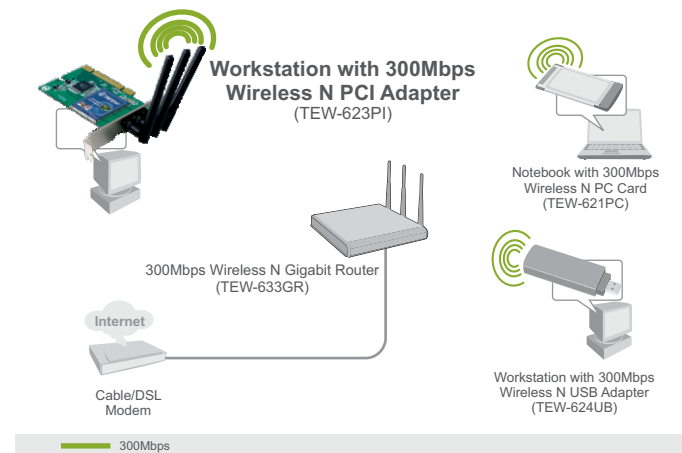 Workstation with 300Mbps
Wireless N PCI Adapter
(TEW-623PI)
Notebook with 300Mbps
Wireless N PC Card
(TEW-621PC)
300Mbps Wireless N Gigabit Router
(TEW-633GR)
Internet
Cable/DSL
Modem
Workstation with 300Mbps
Wireless N USB Adapter
(TEW-624UB)
300Mbps